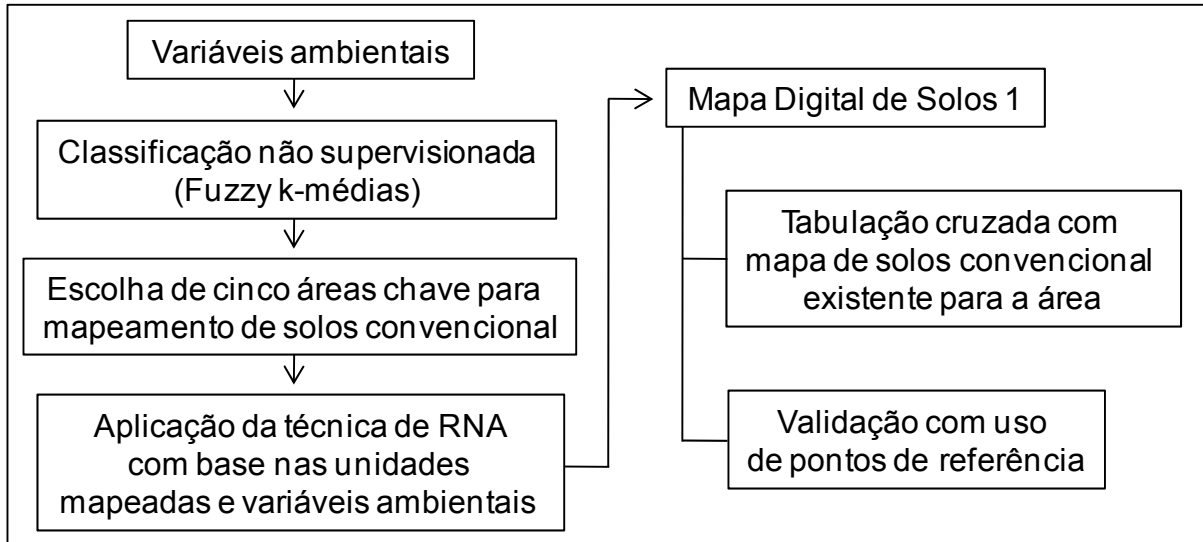 Variáveis ambientais
Classificação não supervisionada
(Fuzzy k-médias)
Escolha de cinco áreas chave para
mapeamento de solos convencional
Aplicação da técnica de RNA
com base nas unidades
mapeadas e variáveis ambientais
Mapa Digital de Solos 1
Tabulação cruzada com
mapa de solos convencional
existente para a área
Validação com uso
de pontos de referência